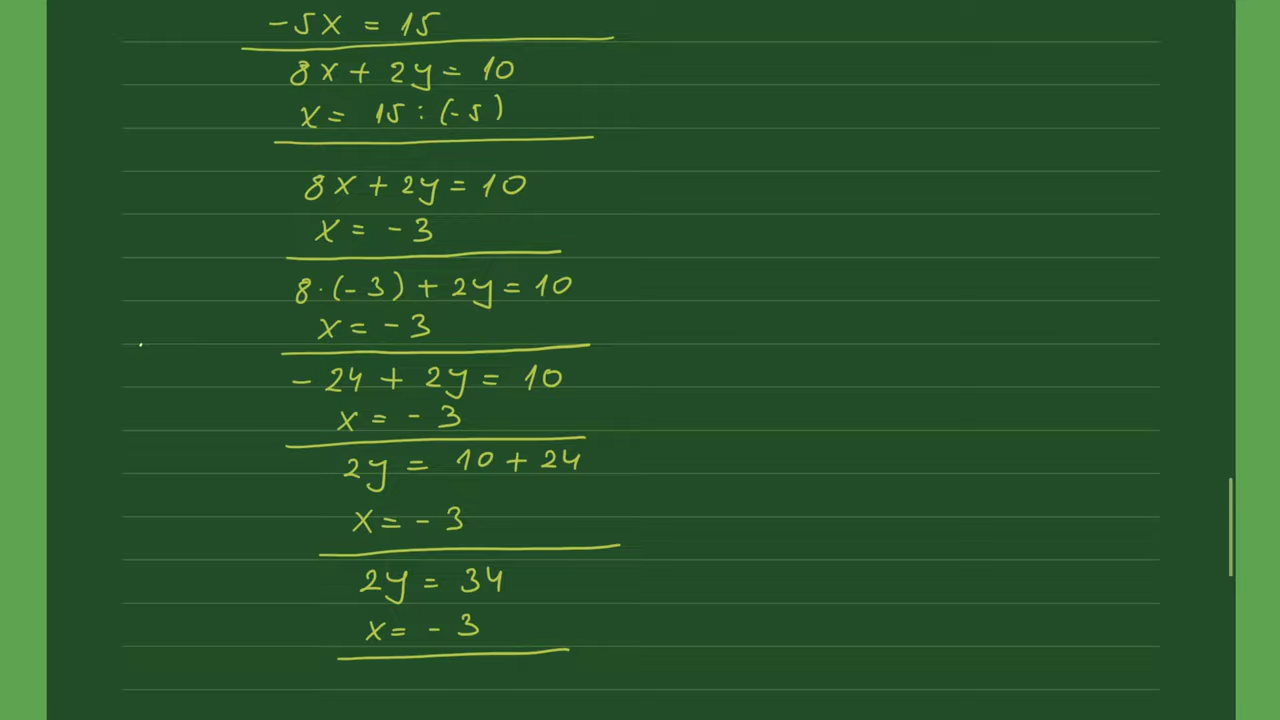 -5x = 15
8x + 2y = 10
x = 15 : (-5)
8x + 2y = 10
x = -3
8·(-3) + 2y = 10
x = -3
-24 + 2y = 10
x = -3
2y = 10 + 24
x = -3
2y = 34
x = -3